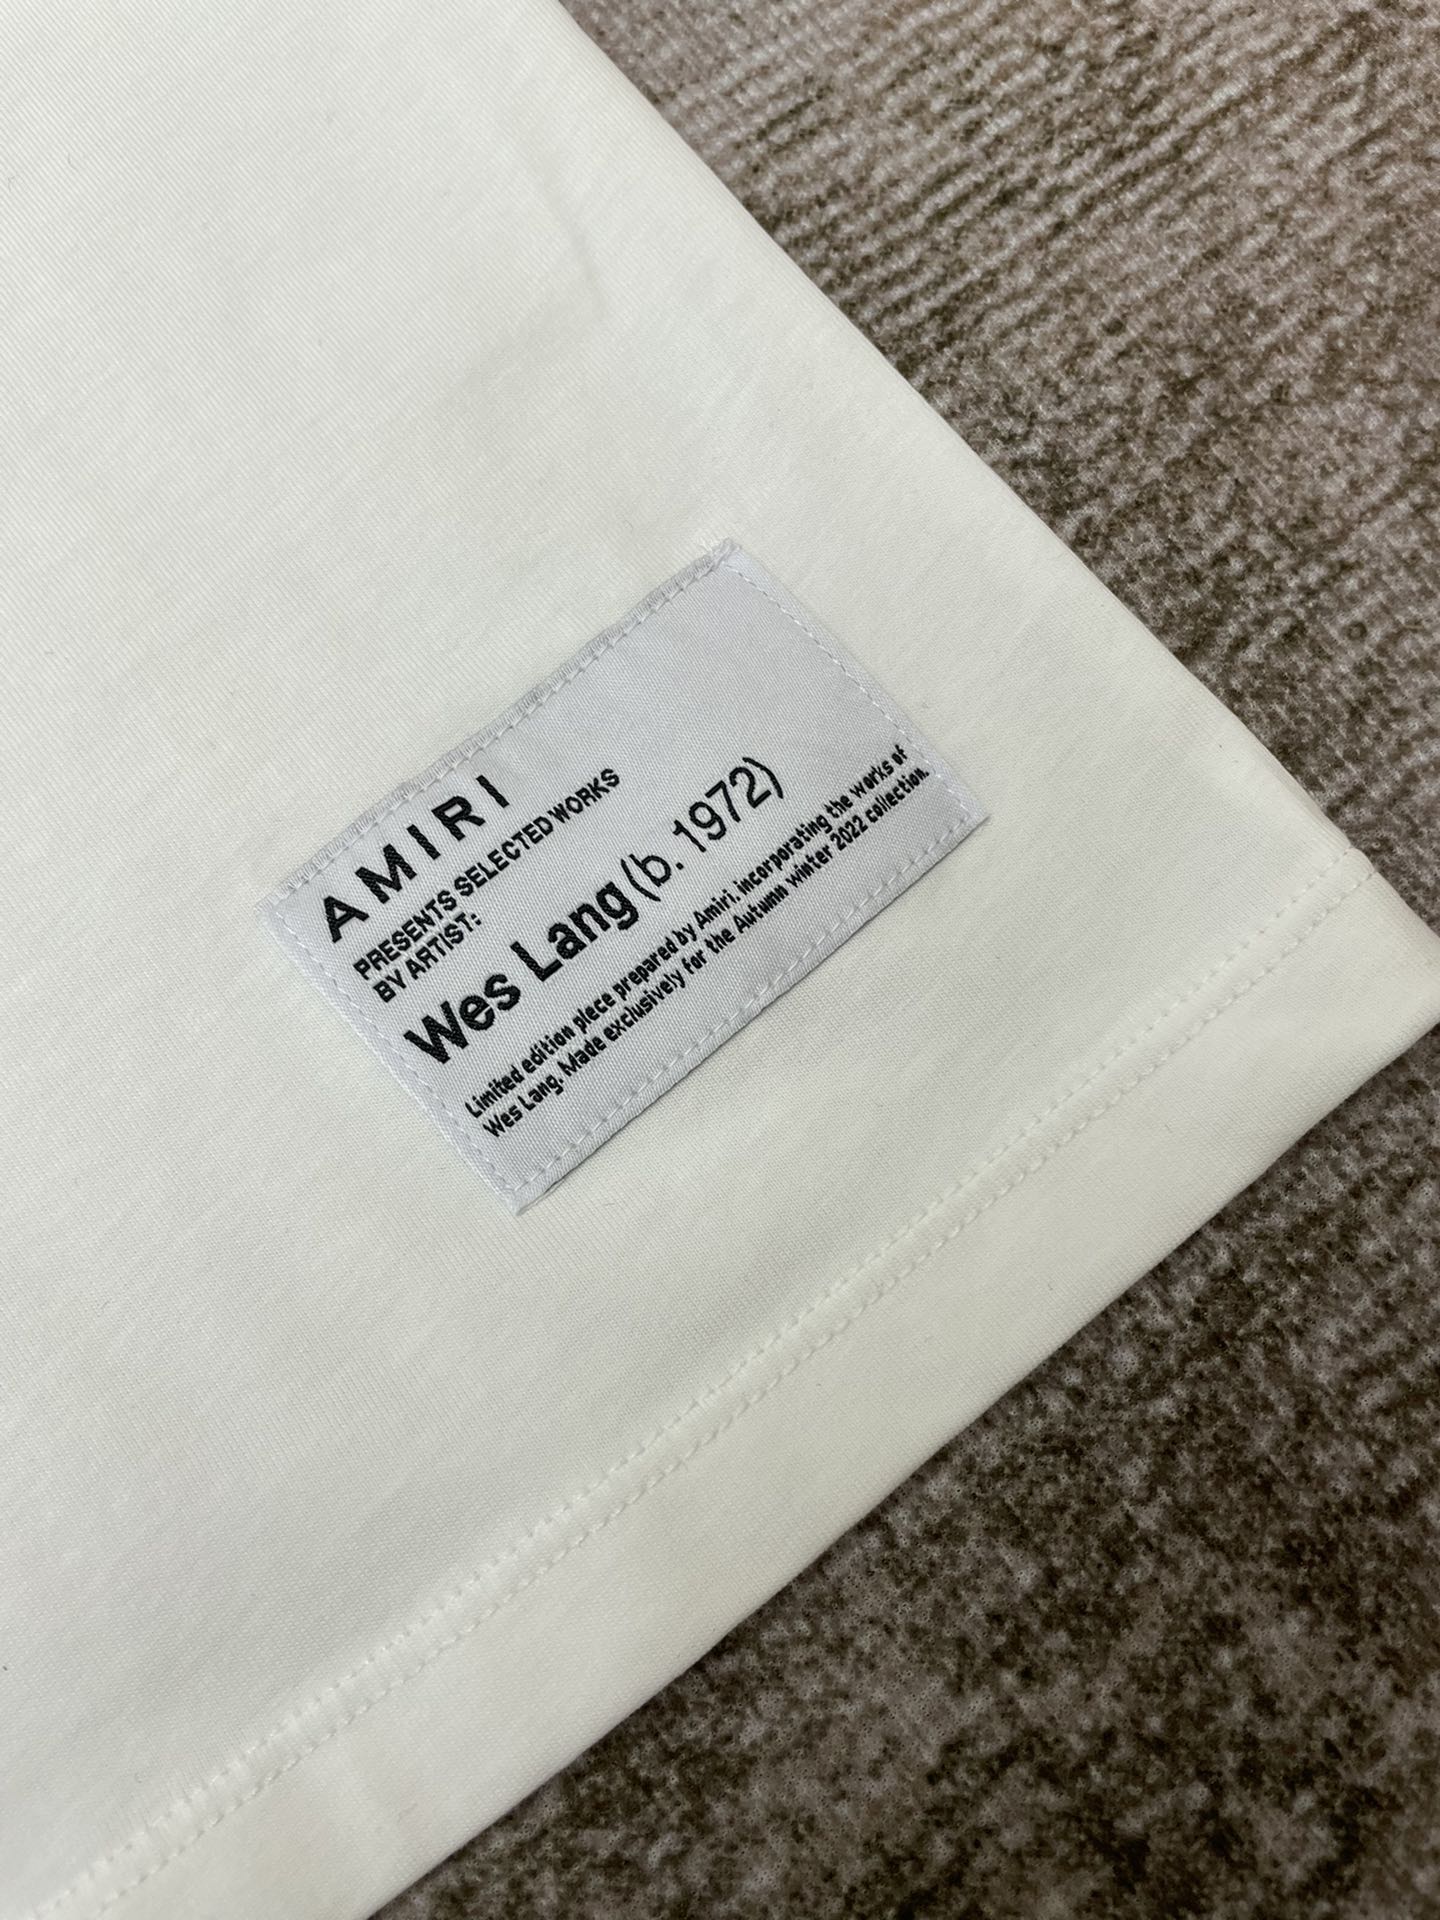 AMIRI
PRESENTS SELECTED WORKS
BY ARTIST:
Wes Lang (b. 1972)
Limited edition piece prepared by Amiri, incorporating the works of
Wes Lang. Made exclusively for the Autumn winter 2022 collection.